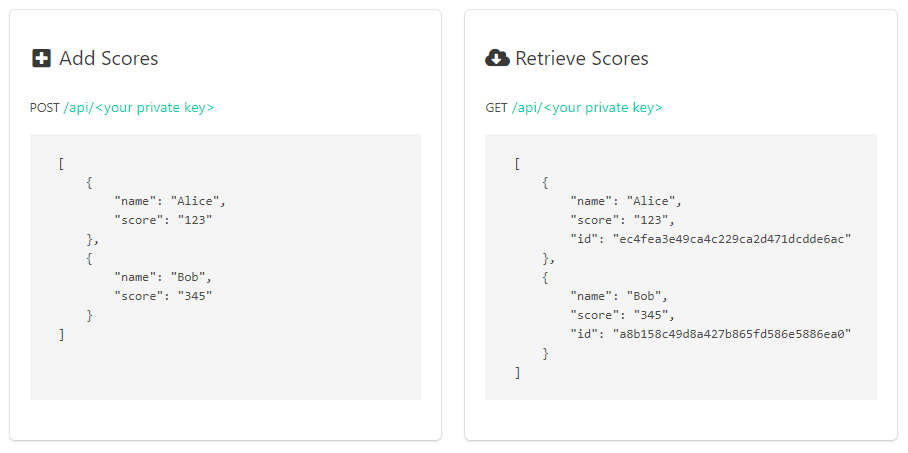 Add Scores
POST /api/<your private key>
[
    {
        "name": "Alice",
        "score": "123"
    },
    {
        "name": "Bob",
        "score": "345"
    }
]
Retrieve Scores
GET /api/<your private key>
[
    {
        "name": "Alice",
        "score": "123",
        "id": "ec4fea3e49ca4c229ca2d471dcdde6ac"
    },
    {
        "name": "Bob",
        "score": "345",
        "id": "a8b158c49d8a427b865fd586e5886ea0"
    }
]